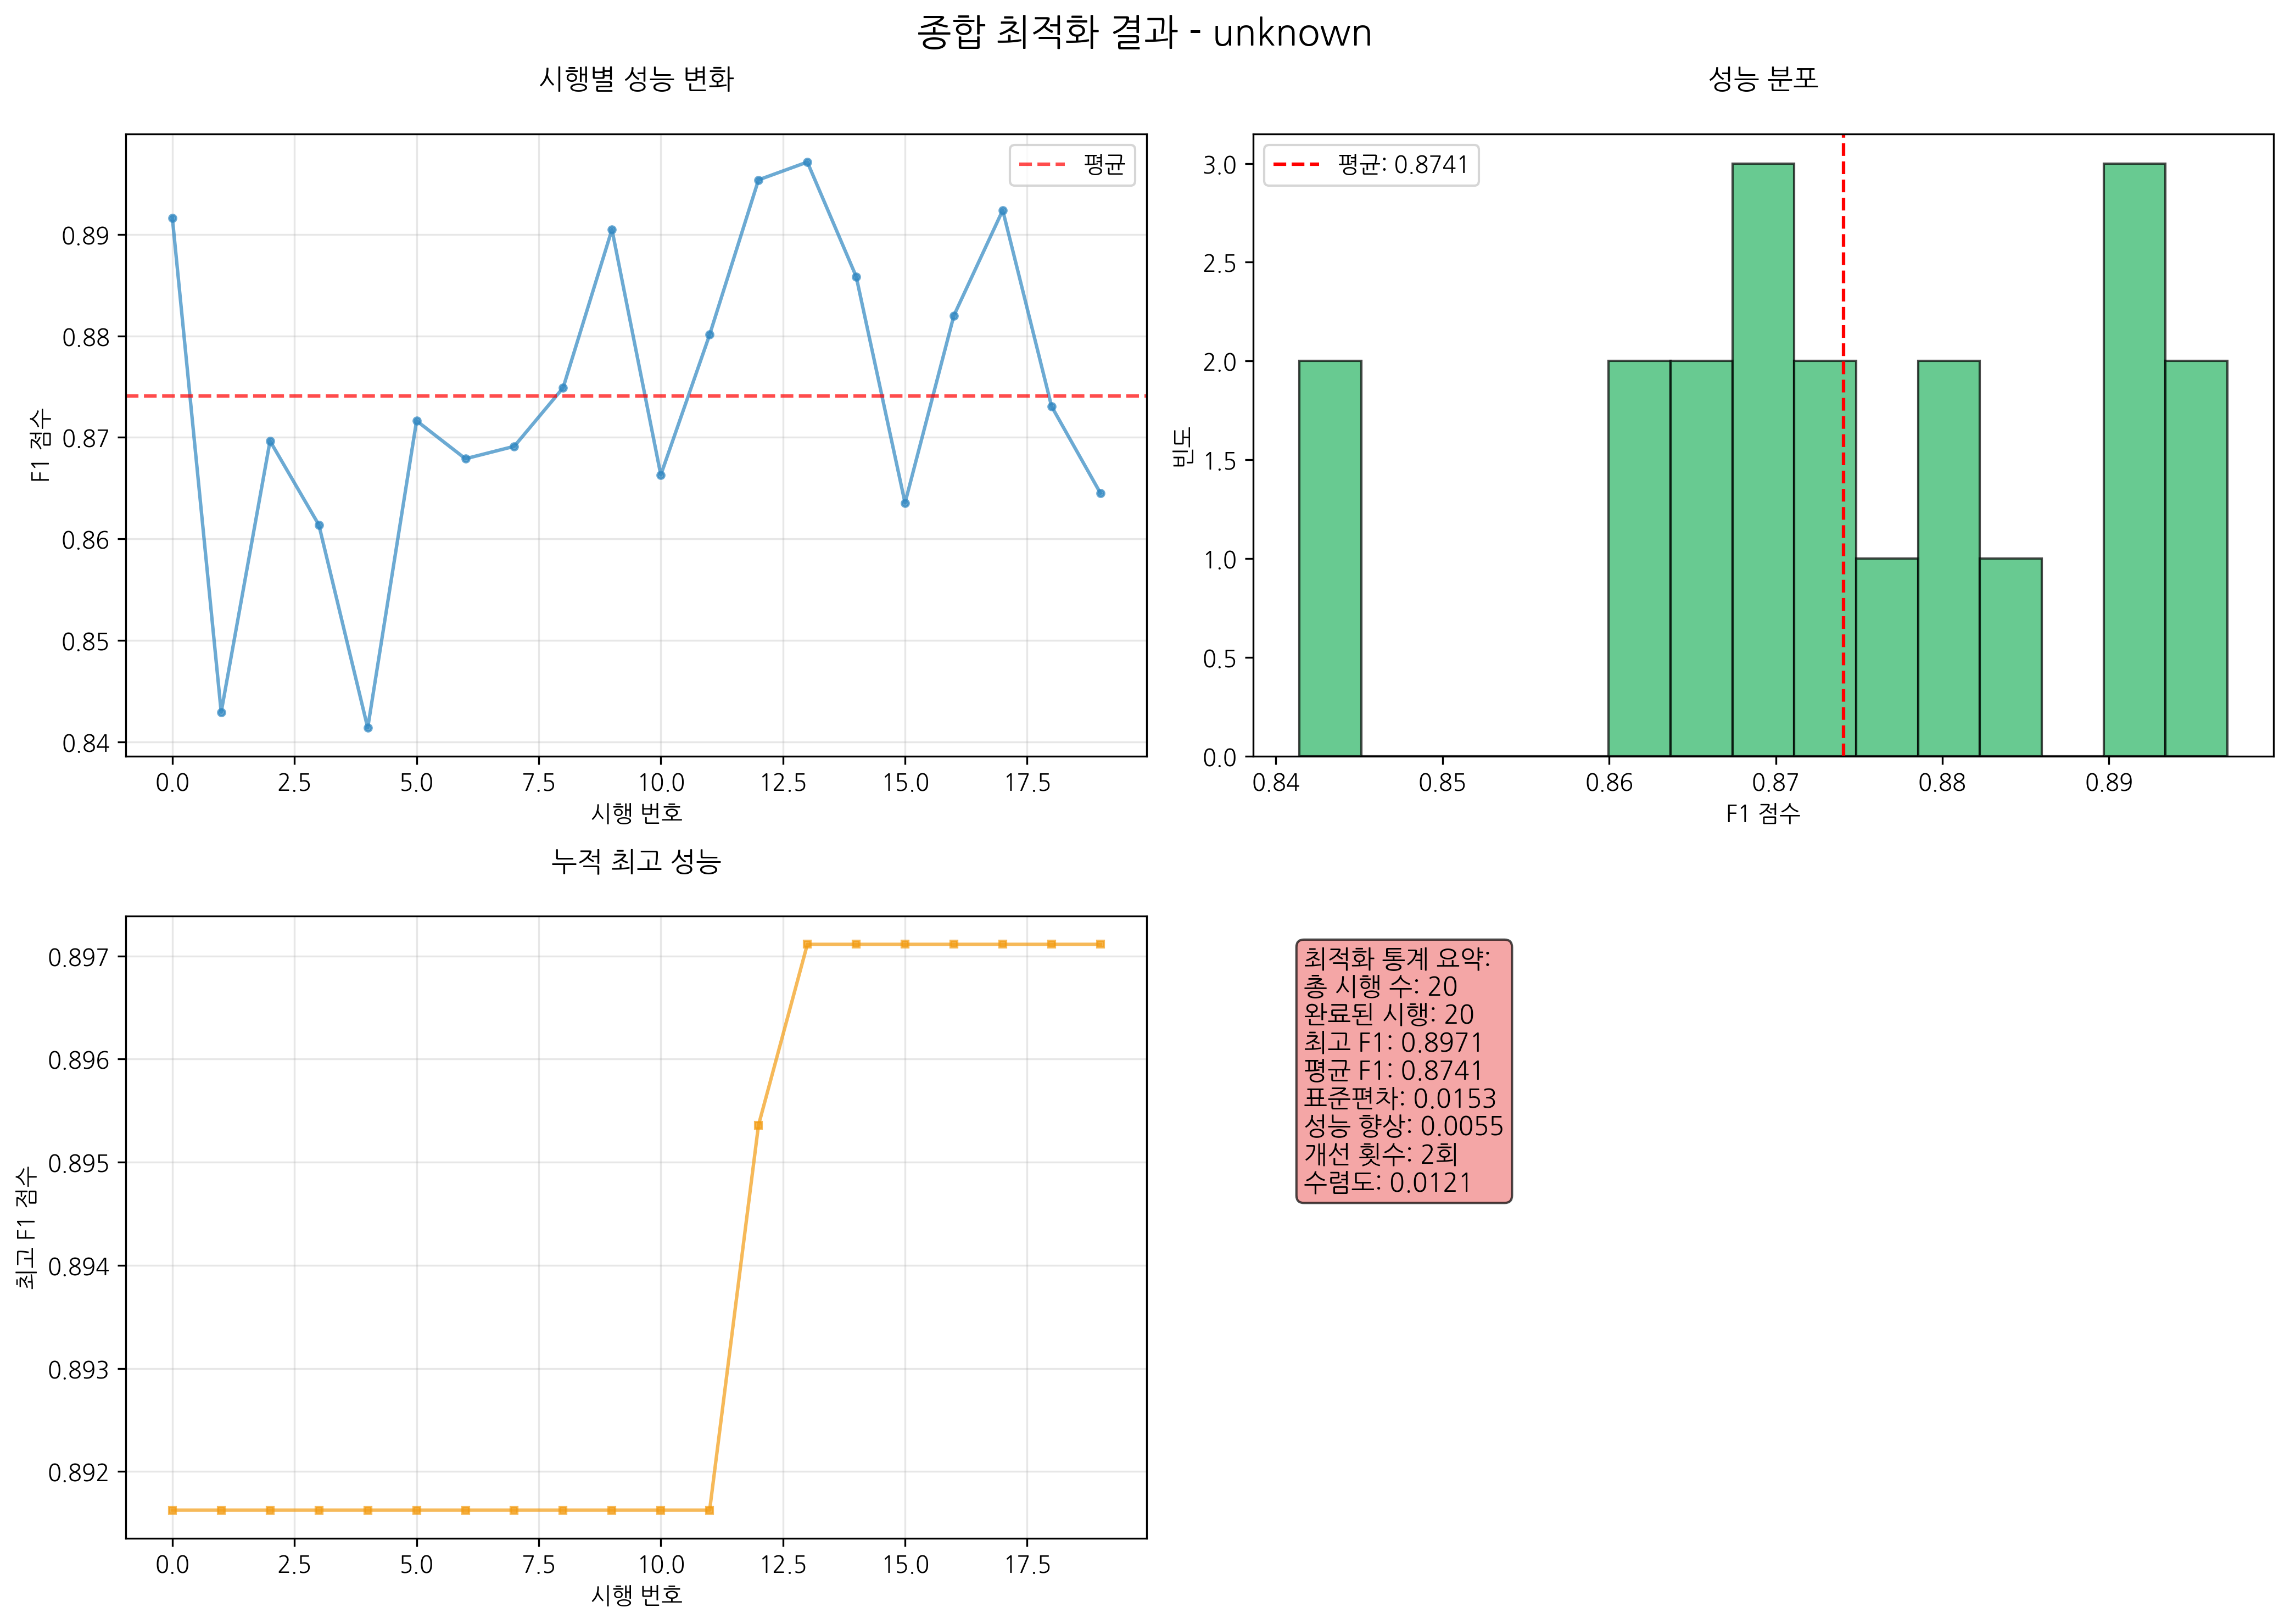 종합 최적화 결과 - unknown
시행별 성능 변화
평균
0.89
0.88
0.87
0.86
0.85
0.84
F1 점수
0.0 2.5 5.0 7.5 10.0 12.5 15.0 17.5
시행 번호
성능 분포
평균: 0.8741
3.0
2.5
2.0
1.5
1.0
0.5
0.0
빈도
0.84 0.85 0.86 0.87 0.88 0.89
F1 점수
누적 최고 성능
0.897
0.896
0.895
0.894
0.893
0.892
최고 F1 점수
0.0 2.5 5.0 7.5 10.0 12.5 15.0 17.5
시행 번호
최적화 통계 요약:
총 시행 수: 20
완료된 시행: 20
최고 F1: 0.8971
평균 F1: 0.8741
표준편차: 0.0153
성능 향상: 0.0055
개선 횟수: 2회
수렴도: 0.0121